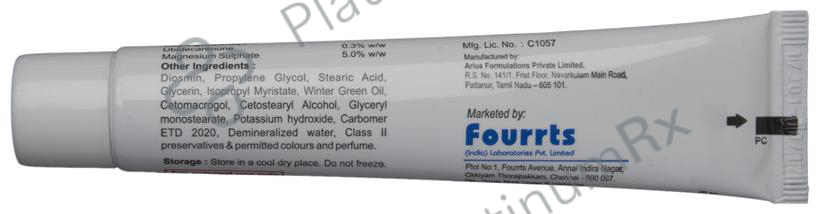 Ubidecarenone 0.3% w/w
Magnesium Sulphate 5.0% w/w
Other Ingredients :
Diosmin, Propylene Glycol, Stearic Acid,
Glycerin, Isopropyl Myristate, Winter Green Oil,
Cetomacrogol, Cetostearyl Alcohol, Glyceryl
monostearate, Potassium hydroxide, Carbomer
ETD 2020, Demineralized water, Class II
preservatives & permitted colours and perfume.
Storage : Store in a cool dry place. Do not freeze.
Mfg. Lic. No. : C1057
Manufactured by:
Arius Formulations Private Limited,
R.S. No. 141/1. Frist Floor, Navarkulam Main Road,
Pattanur, Tamil Nadu – 605 101.
Marketed by:
Fourrts
(India) Laboratories Pvt. Limited
Plot No:1, Fourrts Avenue, Annai Indira Nagar,
Okkiyam Thoraipakkam, Chennai - 600 097.
PC
PlatinumRx